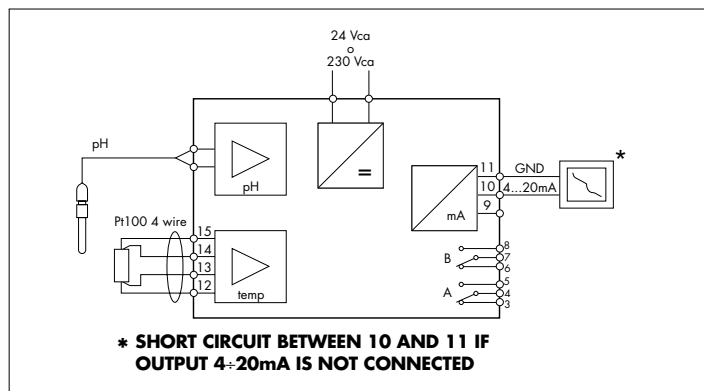 24 Vca
o
230 Vca
pH
pH
=
11 GND
10 4...20mA
9
mA
*
Pt100 4 wire
15
14
13
12
temp
8
B 7
6
5
A 4
3
* SHORT CIRCUIT BETWEEN 10 AND 11 IF
OUTPUT 4÷20mA IS NOT CONNECTED